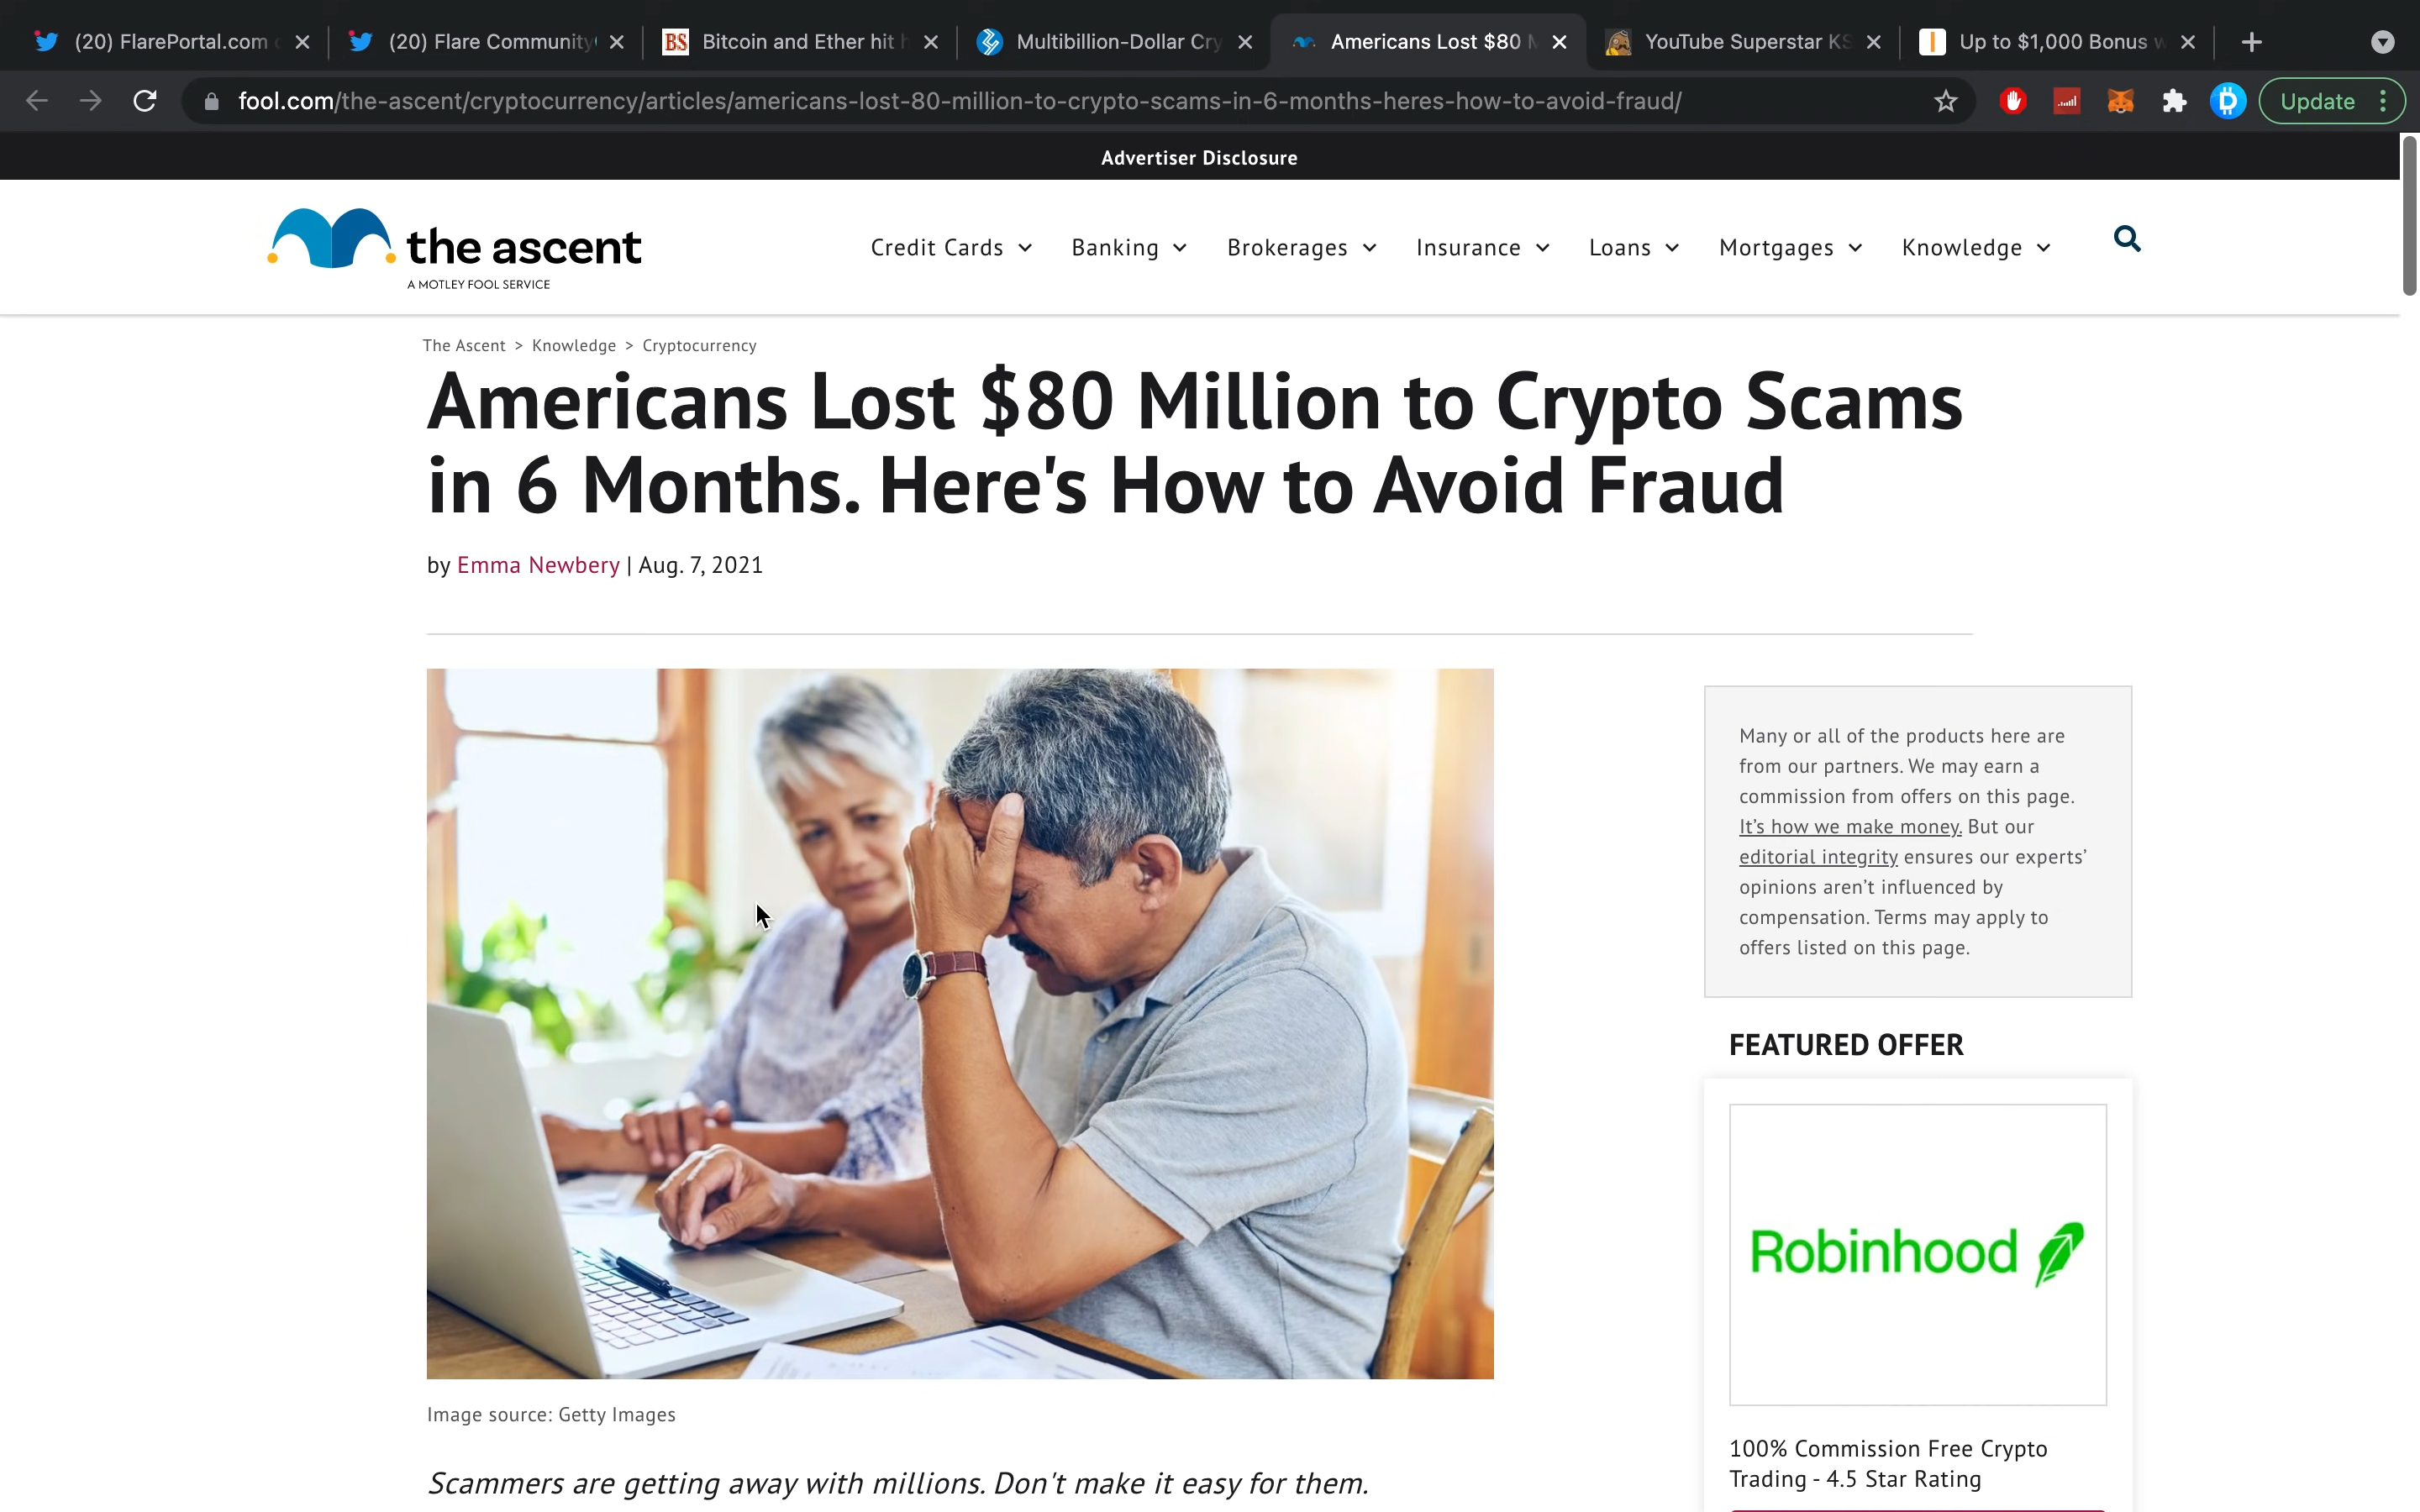 (20) FlarePortal.com
(20) Flare Community
BS
Bitcoin and Ether hit
Multibillion-Dollar Cry
Americans Lost $80
YouTube Superstar KS
Up to $1,000 Bonus
fool.com/the-ascent/cryptocurrency/articles/americans-lost-80-million-to-crypto-scams-in-6-months-heres-how-to-avoid-fraud/
Update
Advertiser Disclosure
the ascent
A MOTLEY FOOL SERVICE
Credit Cards
Banking
Brokerages
Insurance
Loans
Mortgages
Knowledge
The Ascent > Knowledge > Cryptocurrency
Americans Lost $80 Million to Crypto Scams
in 6 Months. Here's How to Avoid Fraud
by Emma Newbery | Aug. 7, 2021
Image source: Getty Images
Scammers are getting away with millions. Don't make it easy for them.
Many or all of the products here are
from our partners. We may earn a
commission from offers on this page.
It’s how we make money. But our
editorial integrity ensures our experts’
opinions aren’t influenced by
compensation. Terms may apply to
offers listed on this page.
FEATURED OFFER
Robinhood
100% Commission Free Crypto
Trading - 4.5 Star Rating